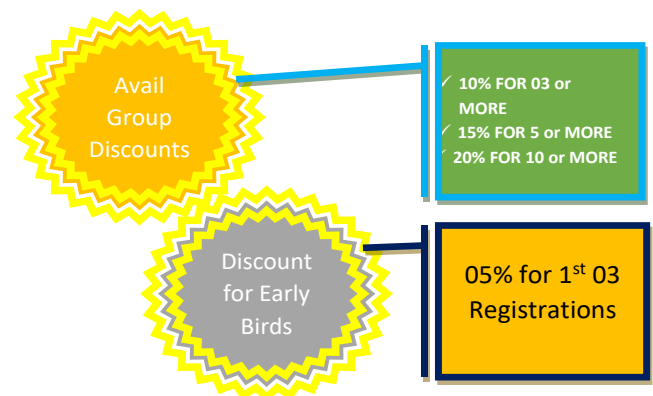 Avail
Group
Discounts
✓ 10% FOR 03 or
MORE
✓ 15% FOR 5 or MORE
✓ 20% FOR 10 or MORE
Discount
for Early
Birds
05% for 1st 03
Registrations